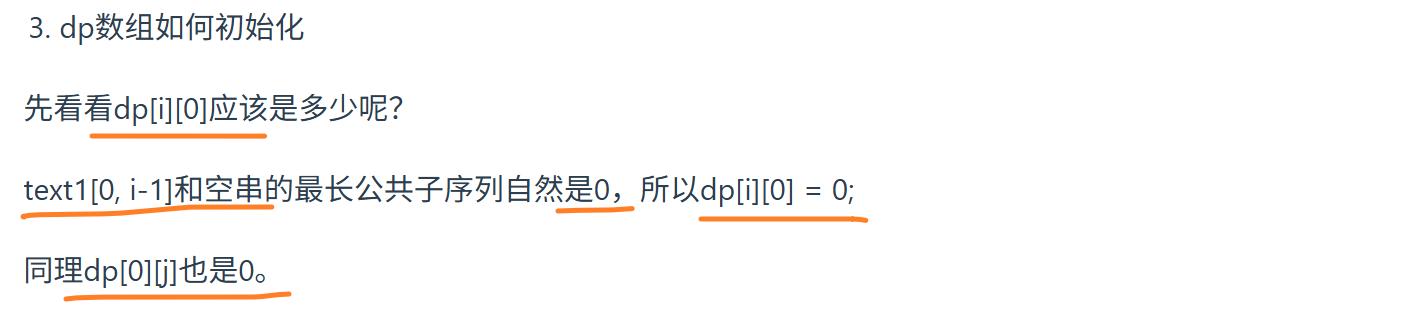 3. dp数组如何初始化
先看看dp[i][0]应该是多少呢？
text1[0, i-1]和空串的最长公共子序列自然是0，所以dp[i][0] = 0;
同理dp[0][j]也是0。